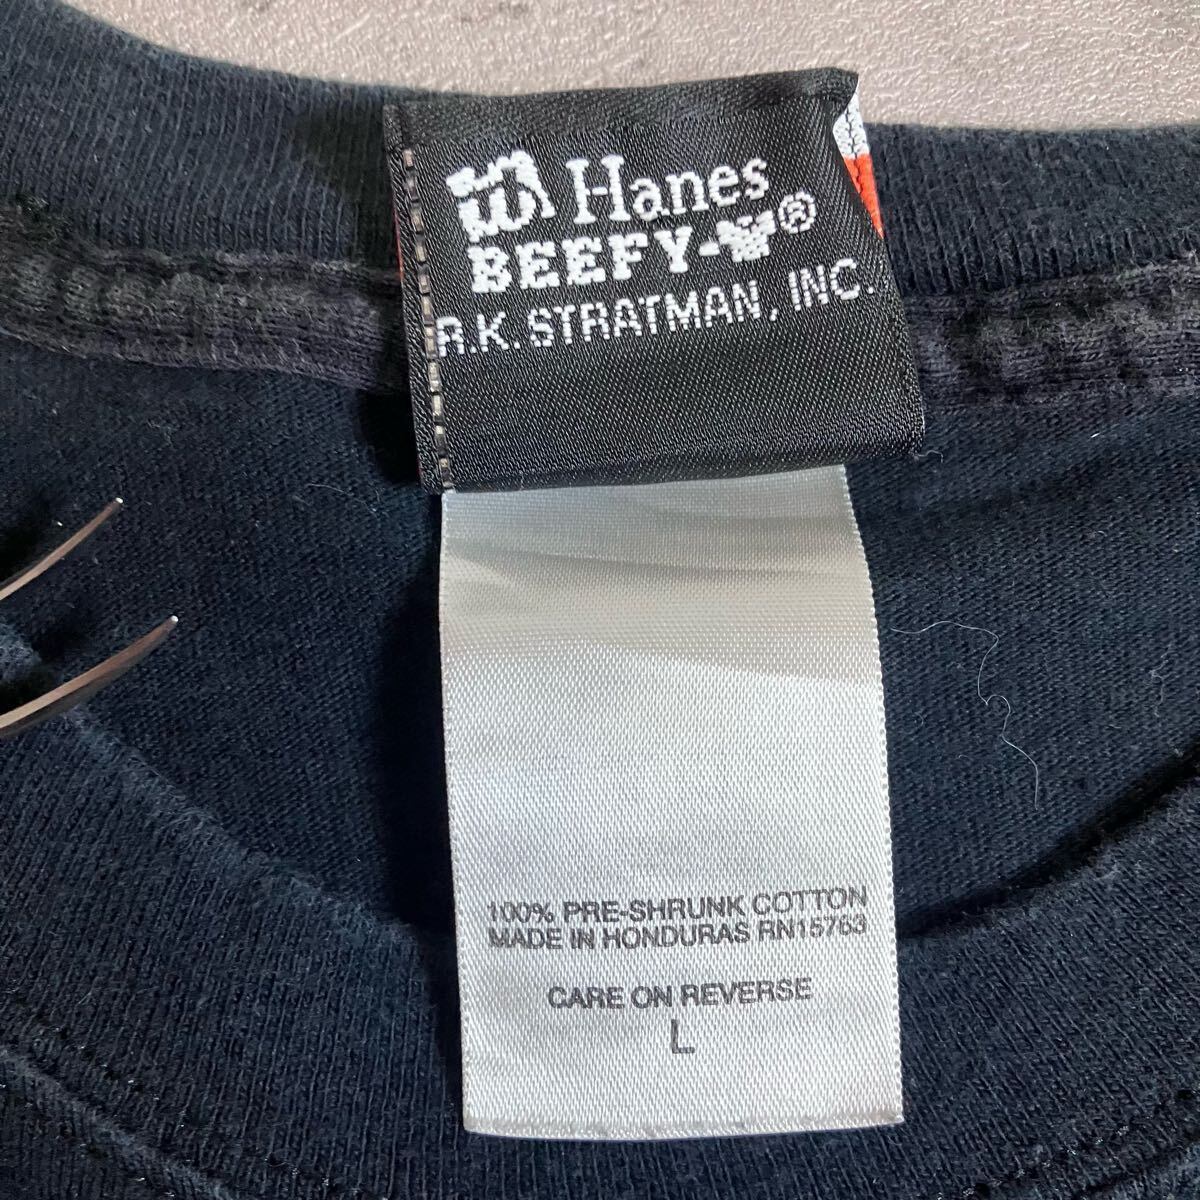 Hanes
BEEFY-T®
R.K. STRATMAN, INC.
100% PRE-SHRUNK COTTON
MADE IN HONDURAS RN15763
CARE ON REVERSE
L